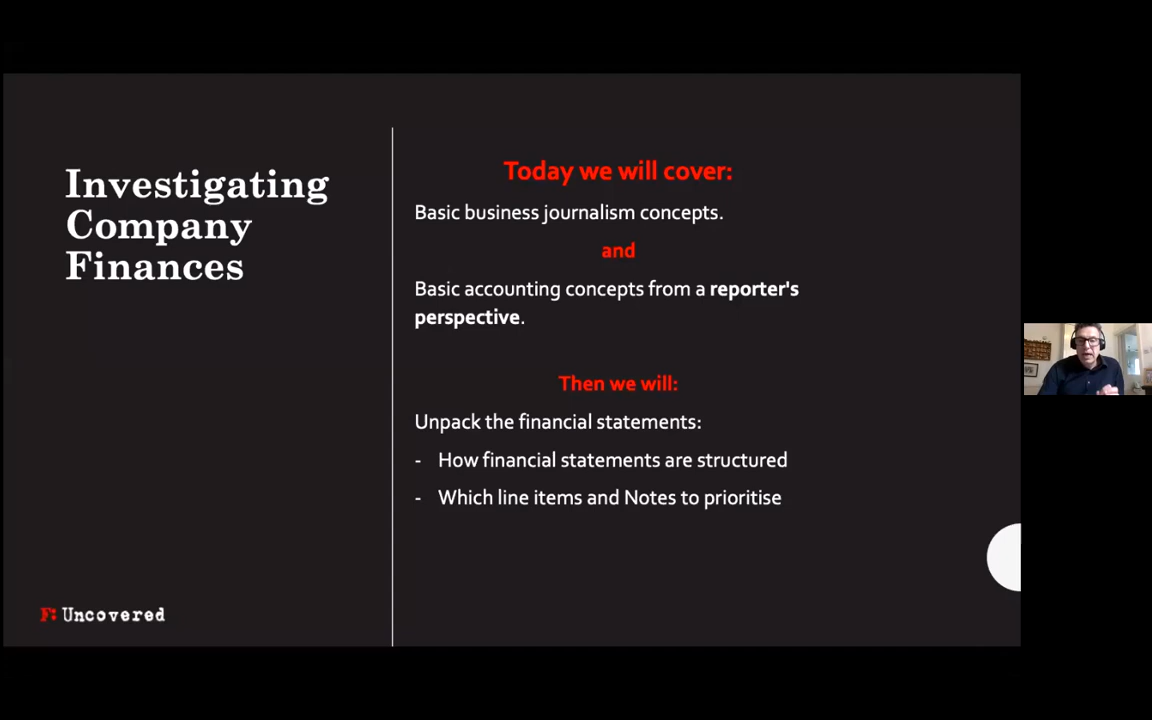 Investigating
Company
Finances
Today we will cover:
Basic business journalism concepts.
and
Basic accounting concepts from a reporter's
perspective.
Then we will:
Unpack the financial statements:
- How financial statements are structured
- Which line items and Notes to prioritise
F: Uncovered